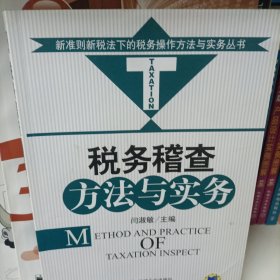 新准则新税法下的税务操作方法与实务丛书
T
TAXATION
税务稽查
方法与实务
闫淑敏/主编
METHOD AND PRACTICE
OF
TAXATION INSPECT